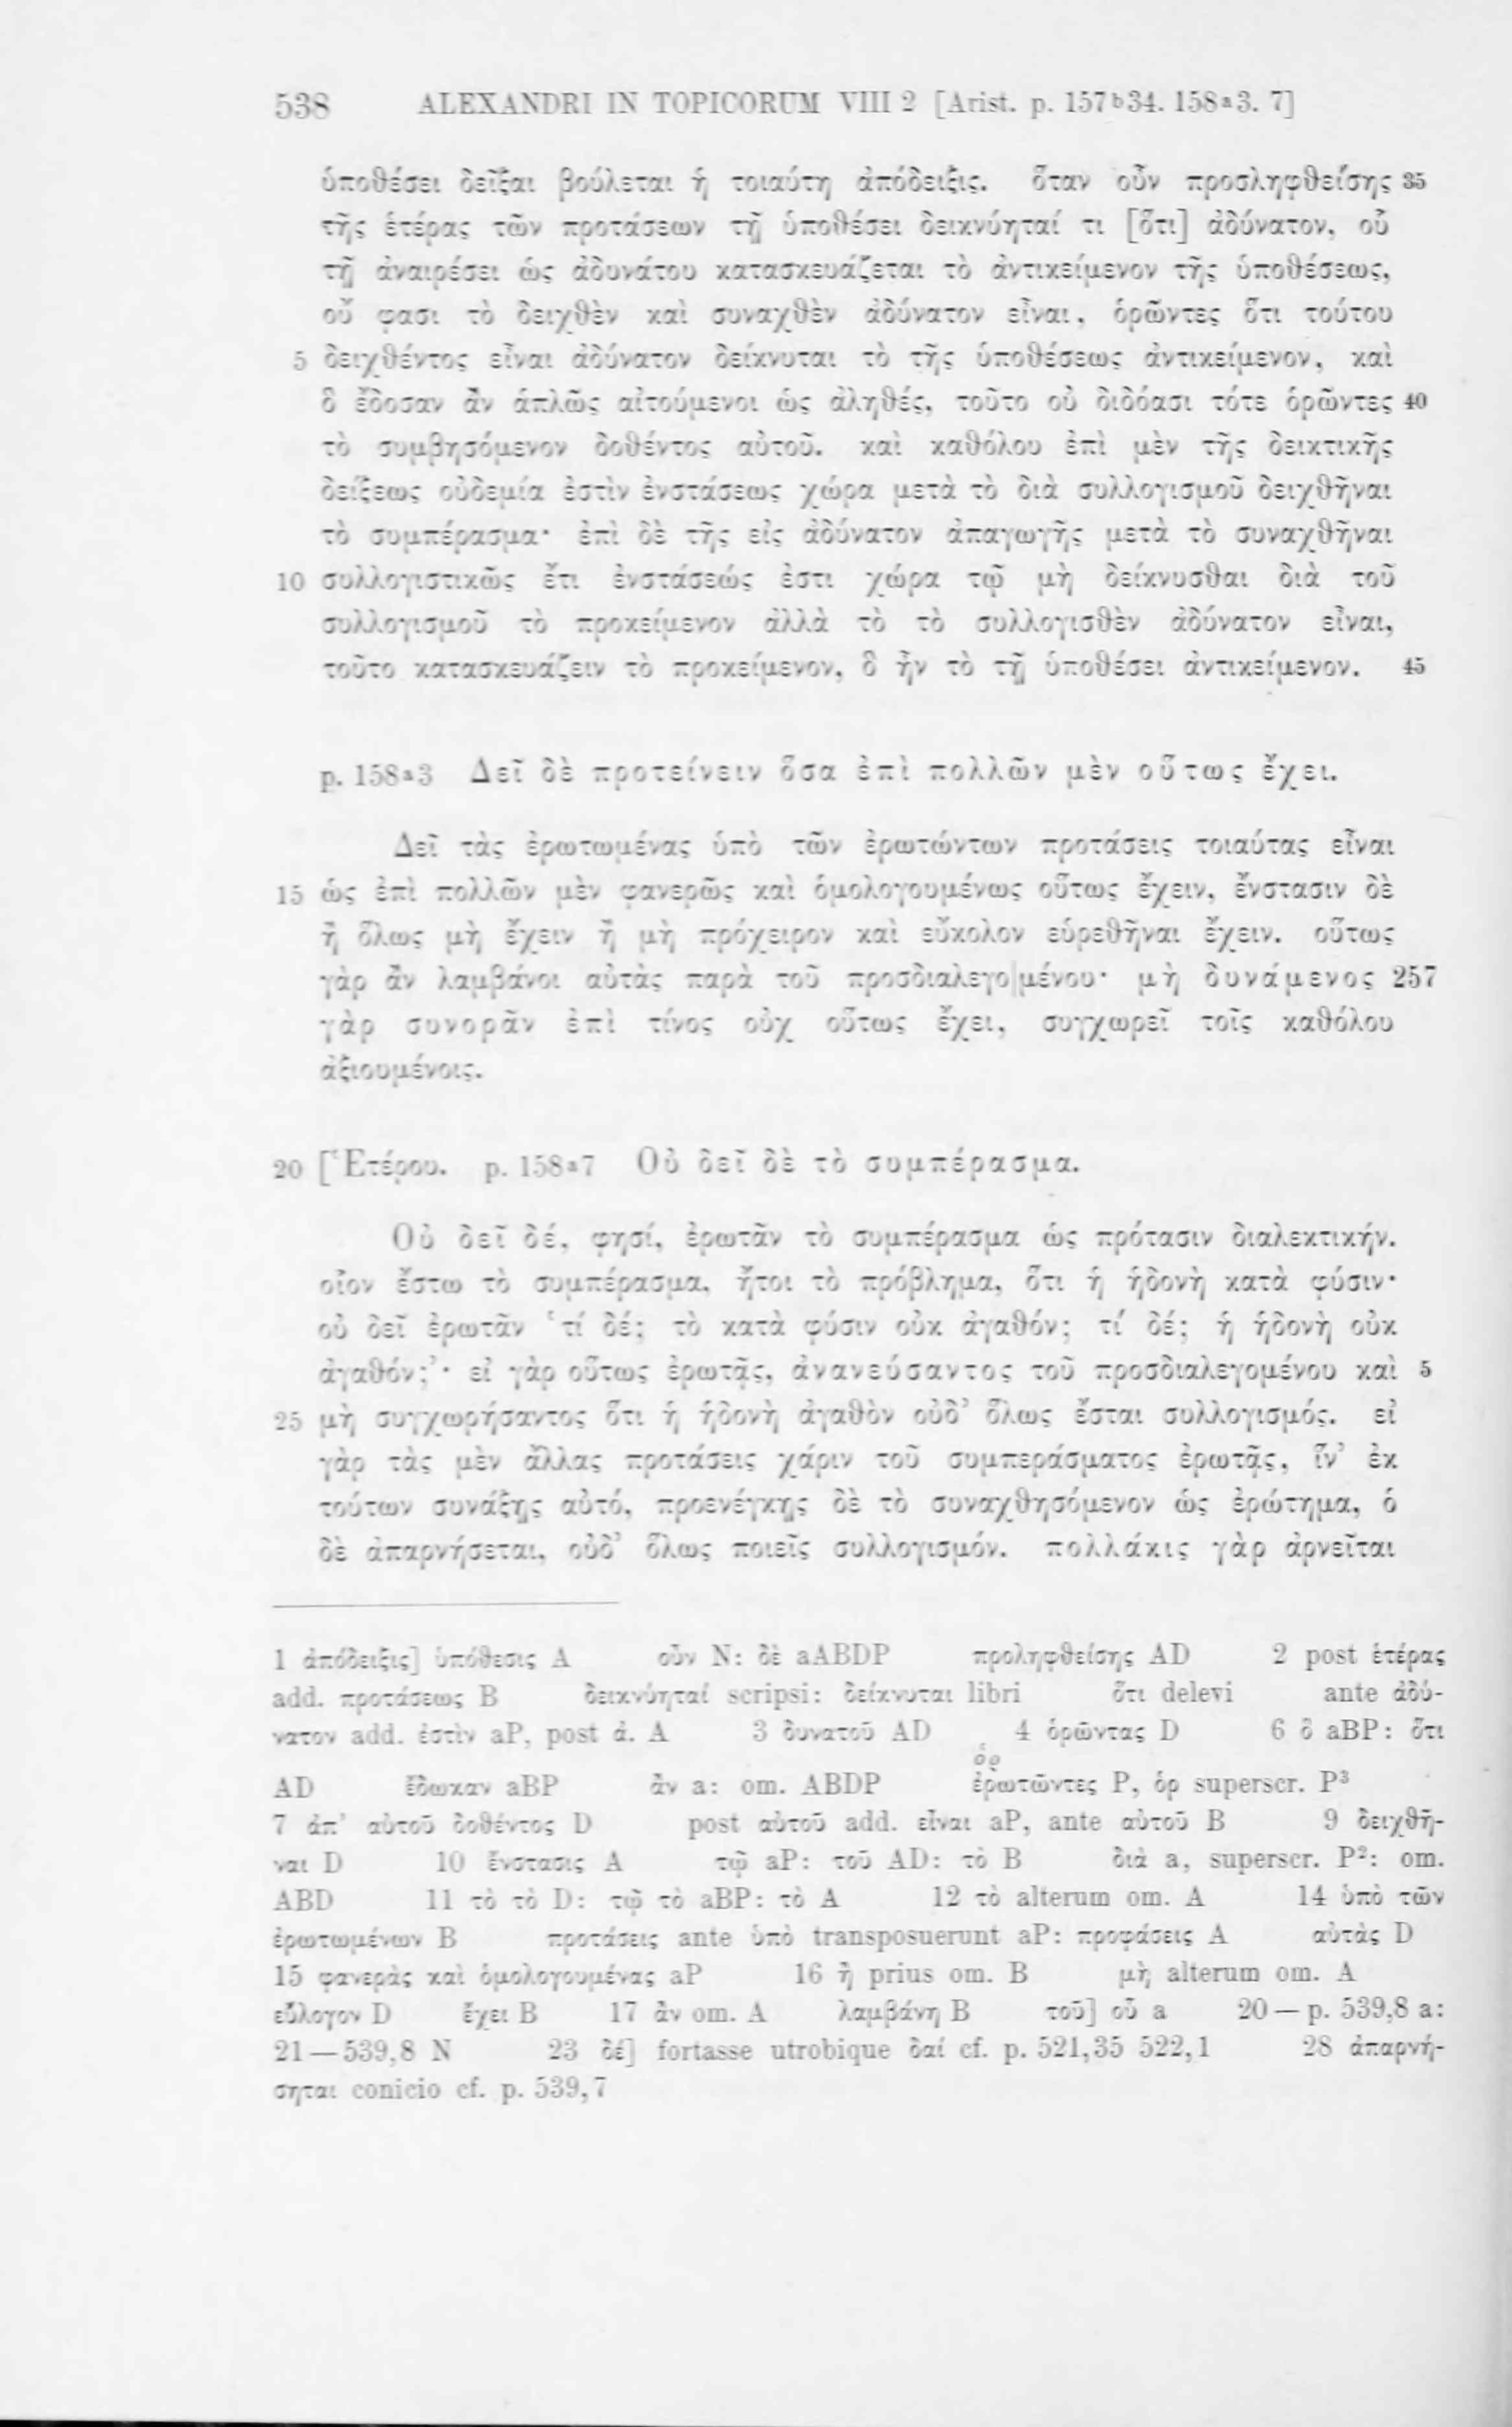 538 ALEXANDRI IN TOPICORUM VIII 2 [Arist. p. 157ᵇ34. 158ᵃ3. 7]
ὑποθέσει δεῖξαι βούλεται ἡ τοιαύτη ἀπόδειξις. ὅταν οὖν προσληφθείσης 35
τῆς ἑτέρας τῶν προτάσεων τῇ ὑποθέσει δεικνύηταί τι [ὅτι] ἀδύνατον, οὗ
τῇ ἀναιρέσει ὡς ἀδυνάτου κατασκευάζεται τὸ ἀντικείμενον τῆς ὑποθέσεως,
οὔ φασι τὸ δειχθὲν καὶ συναχθὲν ἀδύνατον εἶναι, ὁρῶντες ὅτι τούτου
5 δειχθέντος εἶναι ἀδύνατον δείκνυται τὸ τῆς ὑποθέσεως ἀντικείμενον, καὶ
ὃ ἔδοσαν ἂν ἁπλῶς αἰτούμενοι ὡς ἀληθές, τοῦτο οὐ διδόασι τότε ὁρῶντες 40
τὸ συμβησόμενον δοθέντος αὐτοῦ. καὶ καθόλου ἐπὶ μὲν τῆς δεικτικῆς
δείξεως οὐδεμία ἐστὶν ἐνστάσεως χώρα μετὰ τὸ διὰ συλλογισμοῦ δειχθῆναι
τὸ συμπέρασμα· ἐπὶ δὲ τῆς εἰς ἀδύνατον ἀπαγωγῆς μετὰ τὸ συναχθῆναι
10 συλλογιστικῶς ἔτι ἐνστάσεώς ἐστι χώρα τῷ μὴ δείκνυσθαι διὰ τοῦ
συλλογισμοῦ τὸ προκείμενον ἀλλὰ τὸ τὸ συλλογισθὲν ἀδύνατον εἶναι,
τοῦτο κατασκευάζειν τὸ προκείμενον, ὃ ἦν τὸ τῇ ὑποθέσει ἀντικείμενον. 45
p. 158ᵃ3 Δεῖ δὲ προτείνειν ὅσα ἐπὶ πολλῶν μὲν οὕτως ἔχει.
Δεῖ τὰς ἐρωτωμένας ὑπὸ τῶν ἐρωτώντων προτάσεις τοιαύτας εἶναι
15 ὡς ἐπὶ πολλῶν μὲν φανερῶς καὶ ὁμολογουμένως οὕτως ἔχειν, ἔνστασιν δὲ
ἢ ὅλως μὴ ἔχειν ἢ μὴ πρόχειρον καὶ εὔκολον εὑρεθῆναι ἔχειν. οὕτως
γὰρ ἂν λαμβάνοι αὐτὰς παρὰ τοῦ προσδιαλεγο|μένου· μὴ δυνάμενος 257
γὰρ συνορᾶν ἐπὶ τίνος οὐχ οὕτως ἔχει, συγχωρεῖ τοῖς καθόλου
ἀξιουμένοις.
20 [Ἑτέρου. p. 158ᵃ7 Οὐ δεῖ δὲ τὸ συμπέρασμα.
Οὐ δεῖ δέ, φησί, ἐρωτᾶν τὸ συμπέρασμα ὡς πρότασιν διαλεκτικήν.
οἷον ἔστω τὸ συμπέρασμα, ἤτοι τὸ πρόβλημα, ὅτι ἡ ἡδονὴ κατὰ φύσιν·
οὐ δεῖ ἐρωτᾶν ‘τί δέ; τὸ κατὰ φύσιν οὐκ ἀγαθόν; τί δέ; ἡ ἡδονὴ οὐκ
ἀγαθόν;’· εἰ γὰρ οὕτως ἐρωτᾷς, ἀνανεύσαντος τοῦ προσδιαλεγομένου καὶ 5
25 μὴ συγχωρήσαντος ὅτι ἡ ἡδονὴ ἀγαθὸν οὐδ’ ὅλως ἔσται συλλογισμός. εἰ
γὰρ τὰς μὲν ἄλλας προτάσεις χάριν τοῦ συμπεράσματος ἐρωτᾷς, ἵν’ ἐκ
τούτων συνάξῃς αὐτό, προενέγκῃς δὲ τὸ συναχθησόμενον ὡς ἐρώτημα, ὁ
δὲ ἀπαρνήσεται, οὐδ’ ὅλως ποιεῖς συλλογισμόν. πολλάκις γὰρ ἀρνεῖται
1 ἀπόδειξις] ὑπόθεσις A οὖν N: δὲ aABDP προληφθείσης AD 2 post ἑτέρας
add. προτάσεως B δεικνύηταί scripsi: δείκνυται libri ὅτι delevi ante ἀδύ-
νατον add. ἐστὶν aP, post ἀ. A 3 δυνατοῦ AD 4 ὁρῶντας D 6 ὃ aBP: ὅτι
AD ἔδωκαν aBP ἂν a: om. ABDP ἐρωτῶντες P, ὁρ superscr. P³
7 ἀπ’ αὐτοῦ δοθέντος D post αὐτοῦ add. εἶναι aP, ante αὐτοῦ B 9 δειχθῆ-
ναι D 10 ἔνστασις A τῷ aP: τοῦ AD: τὸ B διὰ a, superscr. P²: om.
ABD 11 τὸ τὸ D: τῷ τὸ aBP: τὸ A 12 τὸ alterum om. A 14 ὑπὸ τῶν
ἐρωτωμένων B προτάσεις ante ὑπὸ transposuerunt aP: προφάσεις A αὐτὰς D
15 φανερὰς καὶ ὁμολογουμένας aP 16 ἢ prius om. B μὴ alterum om. A
εὔλογον D ἔχει B 17 ἂν om. A λαμβάνῃ B τοῦ] οὗ a 20 — p. 539,8 a:
21 — 539,8 N 23 δέ] fortasse utrobique δαί cf. p. 521,35 522,1 28 ἀπαρνή-
σηται conicio cf. p. 539,7